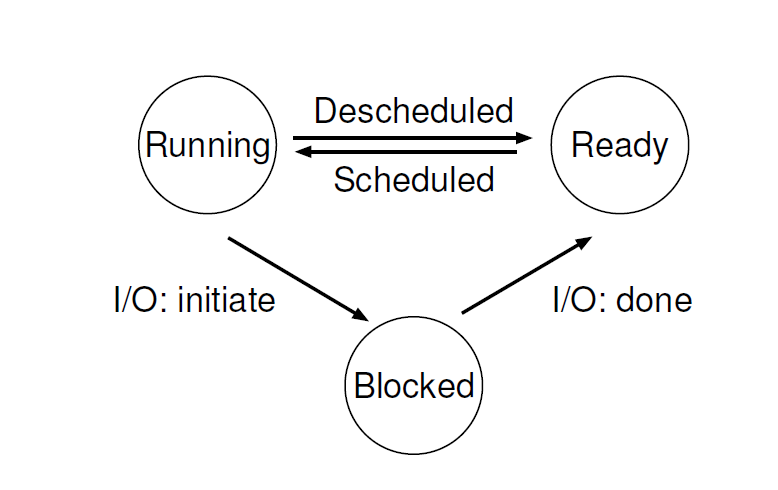 Descheduled
Running
Ready
Scheduled
I/O: initiate
I/O: done
Blocked